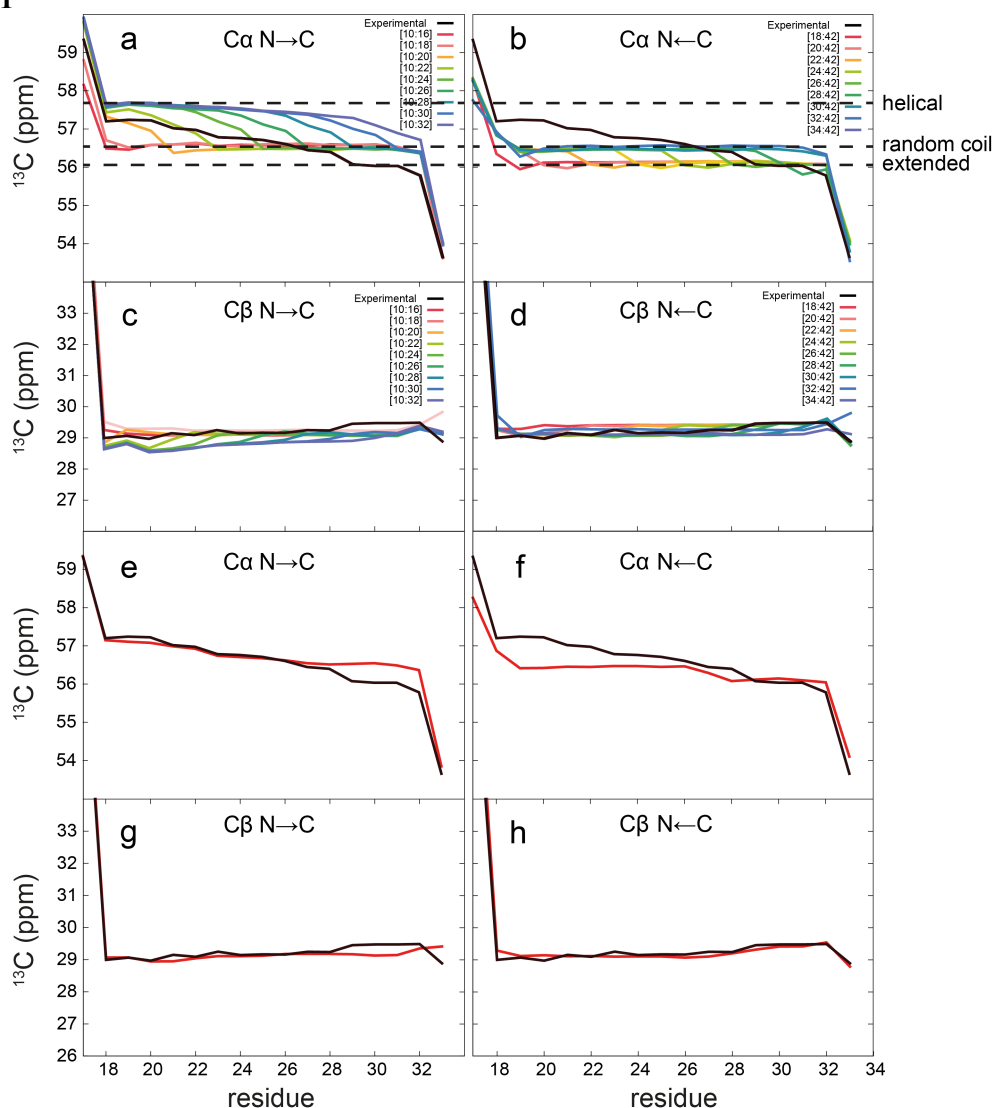 a
Cα N→C
Experimental
[10:16]
[10:18]
[10:20]
[10:22]
[10:24]
[10:26]
[10:28]
[10:30]
[10:32]
59
58
57
56
55
54
¹³C (ppm)
b
Cα N←C
Experimental
[18:42]
[20:42]
[22:42]
[24:42]
[26:42]
[28:42]
[30:42]
[32:42]
[34:42]
helical
random coil
extended
c
Cβ N→C
Experimental
[10:16]
[10:18]
[10:20]
[10:22]
[10:24]
[10:26]
[10:28]
[10:30]
[10:32]
33
32
31
30
29
28
27
¹³C (ppm)
d
Cβ N←C
Experimental
[18:42]
[20:42]
[22:42]
[24:42]
[26:42]
[28:42]
[30:42]
[32:42]
[34:42]
e
Cα N→C
59
58
57
56
55
54
¹³C (ppm)
f
Cα N←C
g
Cβ N→C
33
32
31
30
29
28
27
26
¹³C (ppm)
18 20 22 24 26 28 30 32
residue
h
Cβ N←C
18 20 22 24 26 28 30 32 34
residue